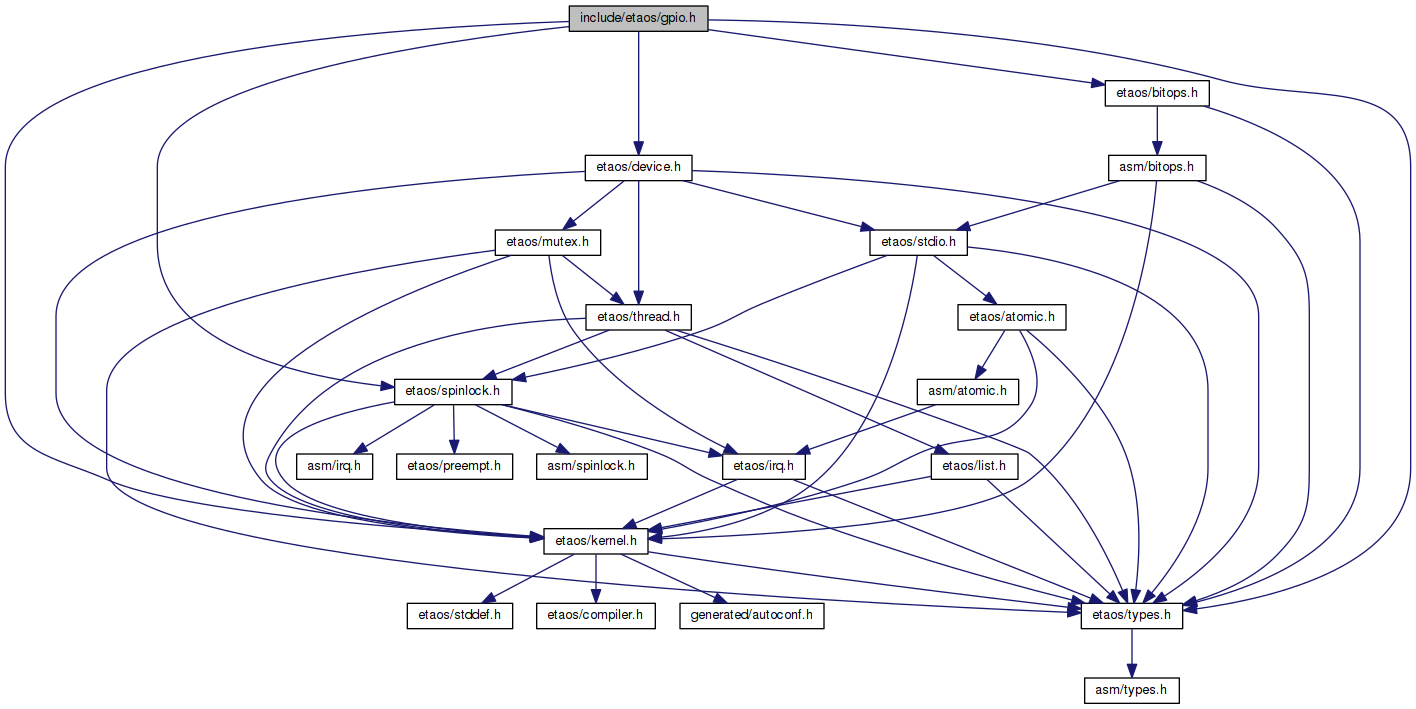 include/etaos/gpio.h
etaos/bitops.h
etaos/device.h
asm/bitops.h
etaos/mutex.h
etaos/stdio.h
etaos/thread.h
etaos/atomic.h
etaos/spinlock.h
asm/atomic.h
asm/irq.h
etaos/preempt.h
asm/spinlock.h
etaos/irq.h
etaos/list.h
etaos/kernel.h
etaos/stddef.h
etaos/compiler.h
generated/autoconf.h
etaos/types.h
asm/types.h